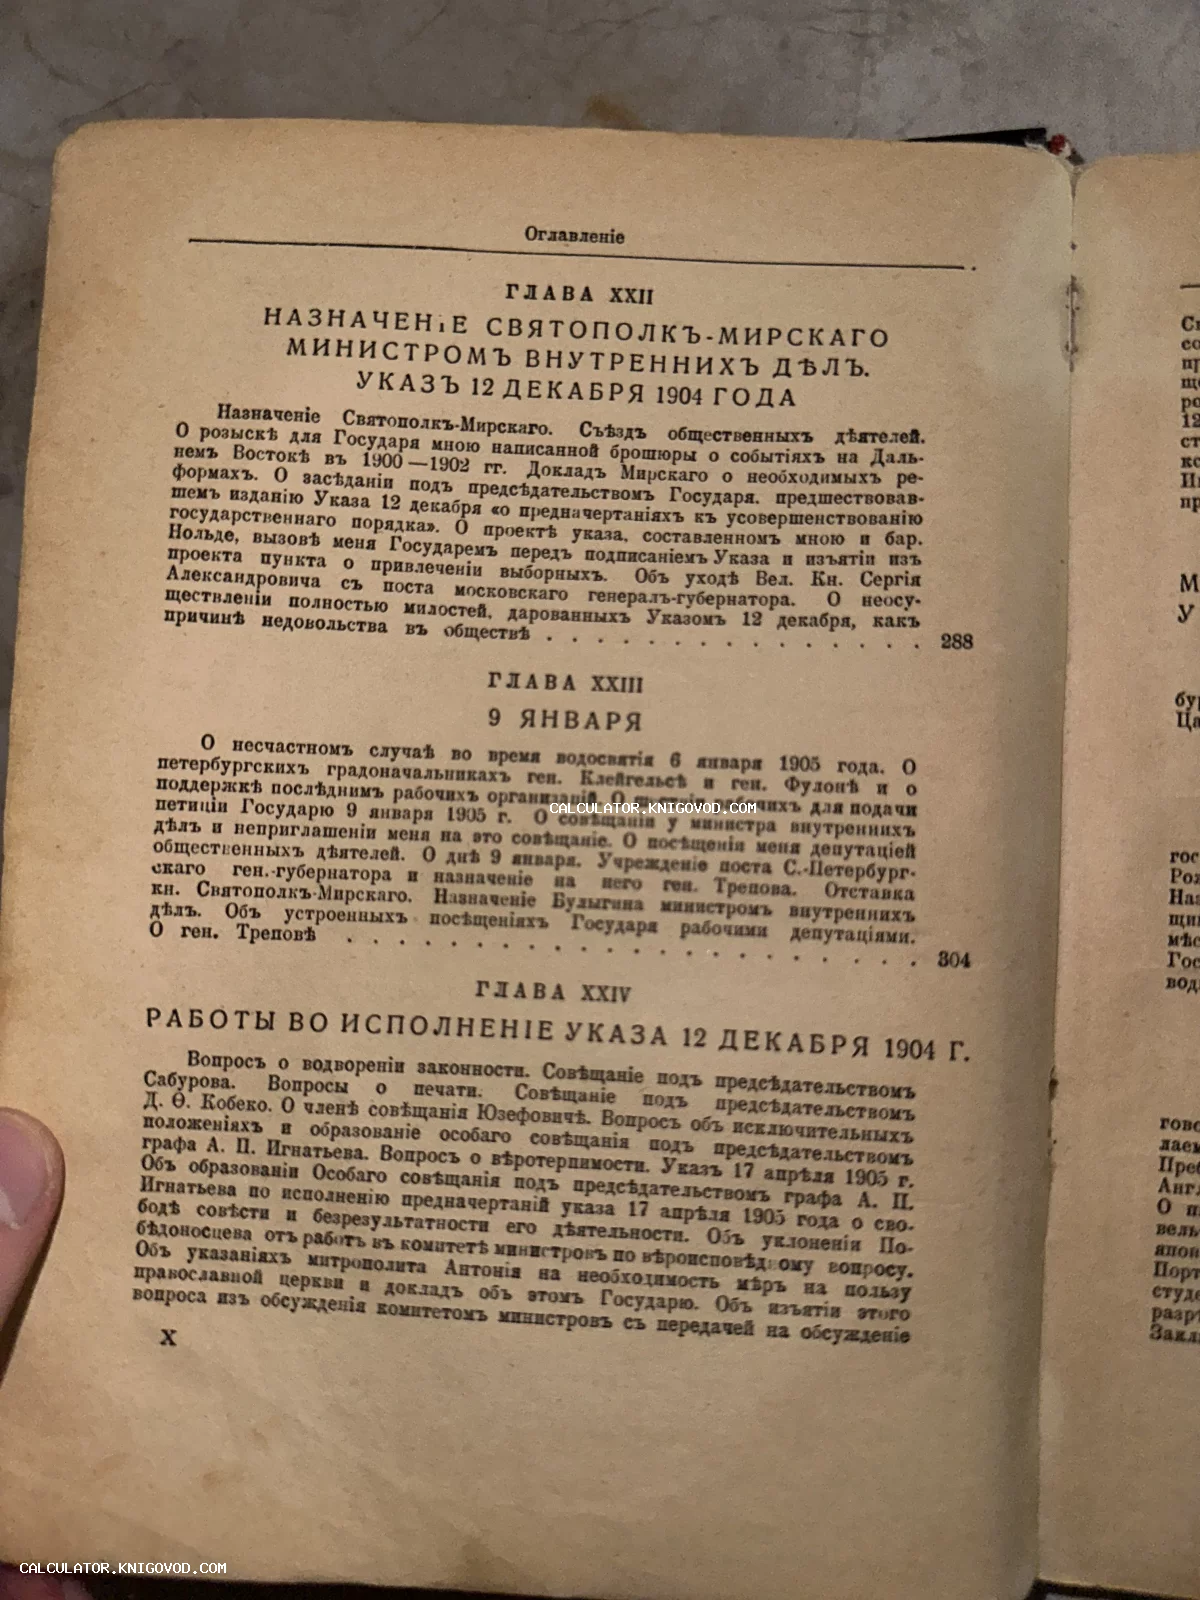 Оглавленіе
ГЛАВА XXII
НАЗНАЧЕНІЕ СВЯТОПОЛКЪ-МИРСКАГО
МИНИСТРОМЪ ВНУТРЕННИХЪ ДѢЛЪ.
УКАЗЪ 12 ДЕКАБРЯ 1904 ГОДА
Назначеніе Святополкъ-Мирскаго. Съѣздъ общественныхъ дѣятелей.
О розыскѣ для Государя мною написанной брошюры о событіяхъ на Даль-
немъ Востокѣ въ 1900—1902 гг. Докладъ Мирскаго о необходимыхъ ре-
формахъ. О засѣданіи подъ предсѣдательствомъ Государя, предшествовав-
шемъ изданію Указа 12 декабря «о предначертаніяхъ къ усовершенствованію
государственнаго порядка». О проектѣ указа, составленномъ мною и бар.
Нольде, вызовѣ меня Государемъ передъ подписаніемъ Указа и изъятіи изъ
проекта пункта о привлеченіи выборныхъ. Объ уходѣ Вел. Кн. Сергія
Александровича съ поста московскаго генералъ-губернатора. О неосу-
ществленіи полностью милостей, дарованныхъ Указомъ 12 декабря, какъ
причинѣ недовольства въ обществѣ . . . . . . . . . . . . . . . 288
ГЛАВА XXIII
9 ЯНВАРЯ
О несчастномъ случаѣ во время водосвятія 6 января 1905 года. О
петербургскихъ градоначальникахъ ген. Клейгельсѣ и ген. Фулонѣ и о
поддержкѣ послѣднимъ рабочихъ организацій. О рабочихъ для подачи
CALCULATOR.KNIGOVOD.COM
петиціи Государю 9 января 1905 г. О совѣщаніи у министра внутреннихъ
дѣлъ и неприглашеніи меня на это совѣщаніе. О посѣщеніи меня депутаціей
общественныхъ дѣятелей. О днѣ 9 января. Учрежденіе поста С.-Петербург-
скаго ген.-губернатора и назначеніе на него ген. Трепова. Отставка
кн. Святополкъ-Мирскаго. Назначеніе Булыгина министромъ внутреннихъ
дѣлъ. Объ устроенныхъ посѣщеніяхъ Государя рабочими депутаціями.
О ген. Треповѣ . . . . . . . . . . . . . . . . . . . . . . 304
ГЛАВА XXIV
РАБОТЫ ВО ИСПОЛНЕНІЕ УКАЗА 12 ДЕКАБРЯ 1904 Г.
Вопросъ о водвореніи законности. Совѣщаніе подъ предсѣдательствомъ
Сабурова. Вопросы о печати. Совѣщаніе подъ предсѣдательствомъ
Д. Ѳ. Кобеко. О членѣ совѣщанія Юзефовичѣ. Вопросъ объ исключительныхъ
положеніяхъ и образованіе особаго совѣщанія подъ предсѣдательствомъ
графа А. П. Игнатьева. Вопросъ о вѣротерпимости. Указъ 17 апрѣля 1905 г.
Объ образованіи Особаго совѣщанія подъ предсѣдательствомъ графа А. П.
Игнатьева по исполненію предначертаній указа 17 апрѣля 1905 года о сво-
бодѣ совѣсти и безрезультатности его дѣятельности. Объ уклоненіи По-
бѣдоносцева отъ работъ въ комитетѣ министровъ по вѣроисповѣдному вопросу.
Объ указаніяхъ митрополита Антонія на необходимость мѣръ на пользу
православной церкви и докладъ объ этомъ Государю. Объ изъятіи этого
вопроса изъ обсужденія комитетомъ министровъ съ передачей на обсужденіе
X
CALCULATOR.KNIGOVOD.COM